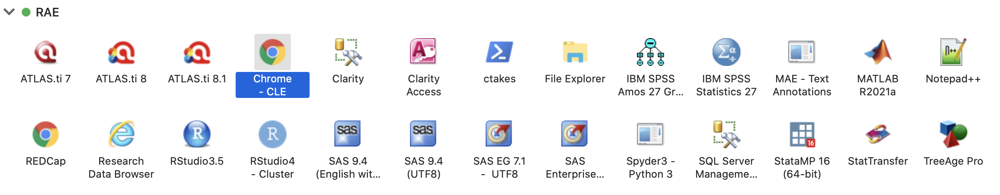 RAE
ATLAS.ti 7
ATLAS.ti 8
ATLAS.ti 8.1
Chrome
- CLE
Clarity
Clarity
Access
ctakes
File Explorer
IBM SPSS
Amos 27 Gr...
IBM SPSS
Statistics 27
MAE - Text
Annotations
MATLAB
R2021a
Notepad++
REDCap
Research
Data Browser
RStudio3.5
RStudio4
- Cluster
SAS 9.4
(English wit...
SAS 9.4
(UTF8)
SAS EG 7.1
- UTF8
SAS
Enterprise...
Spyder3 -
Python 3
SQL Server
Manageme...
StataMP 16
(64-bit)
StatTransfer
TreeAge Pro